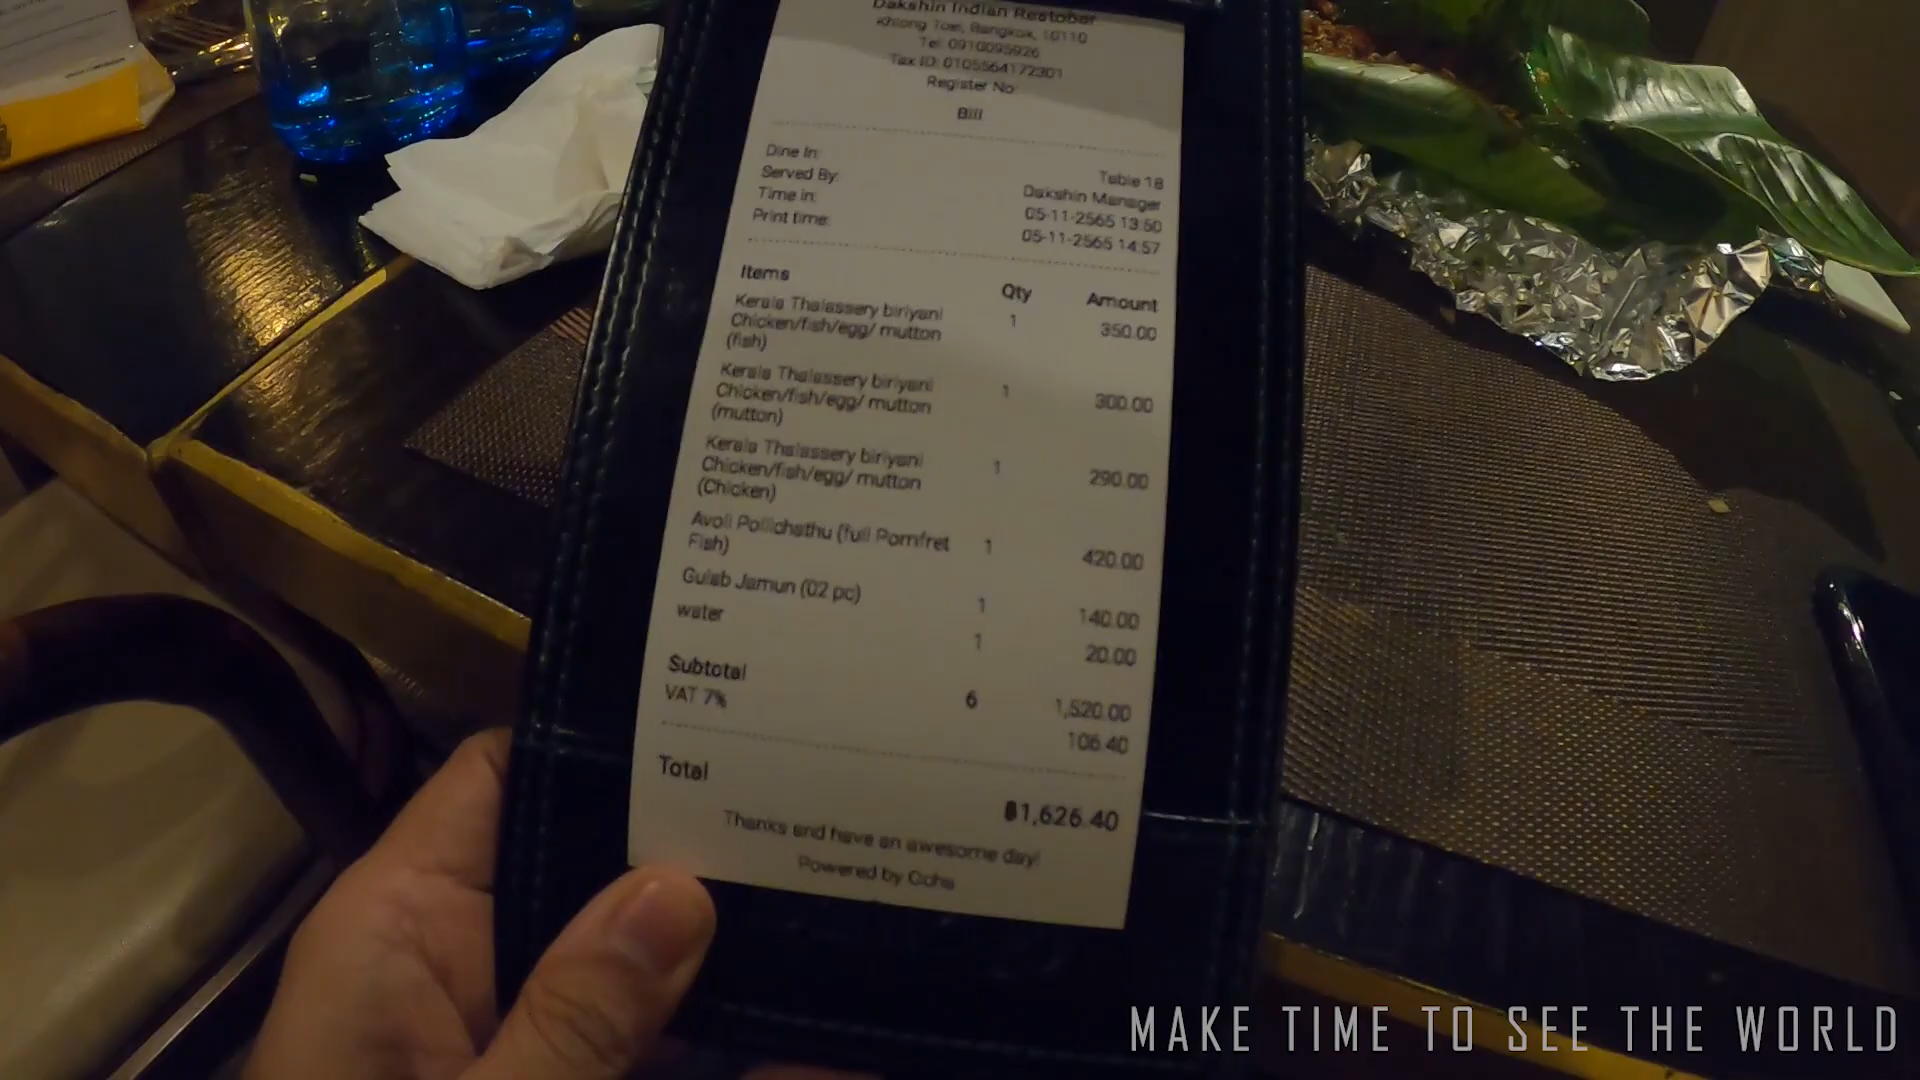 Dakshin Indian Restobar
Khlong Toei, Bangkok, 10110
Tel: 0910095926
Tax ID: 0105564172301
Register No:
Bill
Dine In: Table 18
Served By: Dakshin Manager
Time in: 05-11-2565 13:50
Print time: 05-11-2565 14:57
Items Qty Amount
Kerala Thalassery biriyani 1 350.00
Chicken/fish/egg/ mutton
(fish)
Kerala Thalassery biriyani 1 300.00
Chicken/fish/egg/ mutton
(mutton)
Kerala Thalassery biriyani 1 290.00
Chicken/fish/egg/ mutton
(Chicken)
Avoli Pollichathu (full Pomfret 1 420.00
Fish)
Gulab Jamun (02 pc) 1 140.00
water 1 20.00
Subtotal 6 1,520.00
VAT 7% 106.40
Total ฿1,626.40
Thanks and have an awesome day!
Powered by
MAKE TIME TO SEE THE WORLD